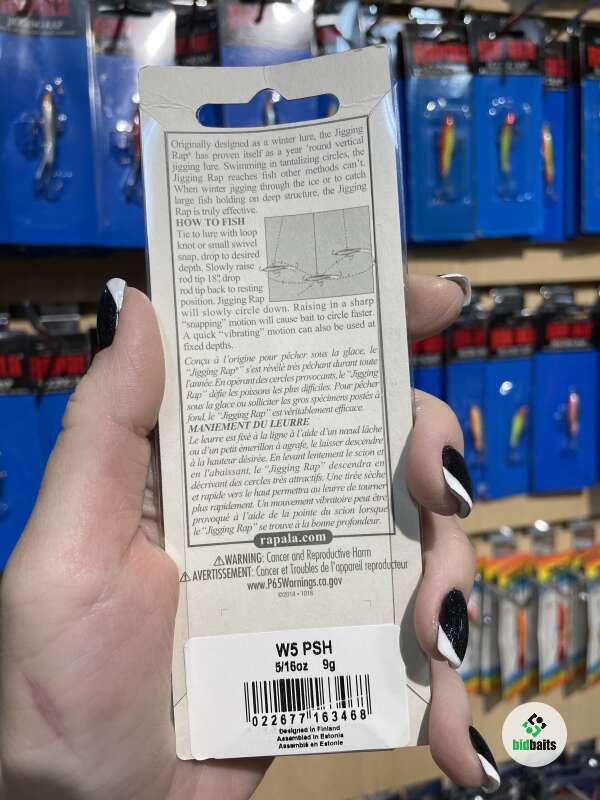 Originally designed as a winter lure, the Jigging
Rap® has proven itself as a year 'round vertical
jigging lure. Swimming in tantalizing circles, the
Jigging Rap reaches fish other methods, can't.
When winter jigging through the ice or to catch
large fish holding on deep structure, the Jigging
Rap is truly effective.
HOW TO FISH
Tie to lure with loop
knot or small swivel
snap, drop to desired
depth. Slowly raise
rod tip 18", drop
rod tip back to resting
position. Jigging Rap
will slowly circle down. Raising in a sharp
"snapping" motion will cause bait to circle faster.
A quick "vibrating" motion can also be used at
fixed depths.
Conçu à l'origine pour pêcher sous la glace, le
"Jigging Rap" s'est révèlé très pêchant durant toute
l'année. En opérant des cercles provocants, le "Jigging
Rap" défie les poissons les plus difficiles. Pour pêcher
sous la glace ou solliciter les gros spécimens postés à
fond, le "Jigging Rap" est véritablement efficace.
MANIEMENT DU LEURRE
Le leurre est fixé à la ligne à l'aide d'un nœud lâche
ou d'un petit émerillon à agrafe, le laisser descendre
à la hauteur désirée. En levant lentement le scion et
en l'abaissant, le "Jigging Rap" descendra en
décrivant des cercles très attractifs. Une tirée sèche
et rapide vers le haut permettra au leurre de tourner
plus rapidement. Un mouvement vibratoire peut être
provoqué à l'aide de la pointe du scion lorsque
le "Jigging Rap" se trouve à la bonne profondeur.
rapala.com
WARNING: Cancer and Reproductive Harm
AVERTISSEMENT: Cancer et Troubles de l'appareil reproducteur
www.P65Warnings.ca.gov
©2018 • 1018
W5 PSH
5/16oz 9g
022677 163468
Designed in Finland
Assembled in Estonia
Assemblé en Estonie
bidbaits